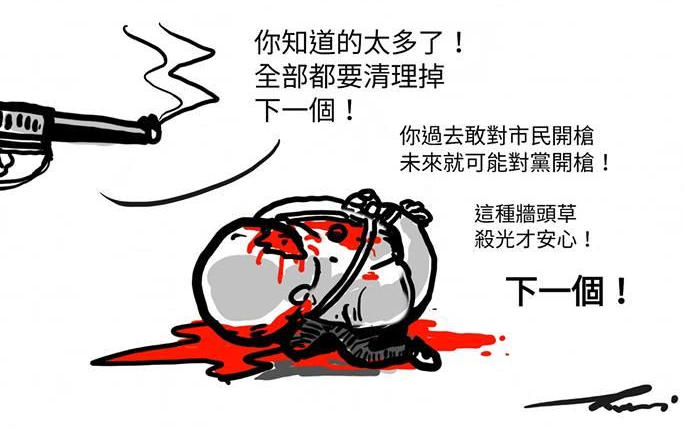 你知道的太多了！
全部都要清理掉
下一個！
你過去敢對市民開槍
未來就可能對黨開槍！
這種牆頭草
殺光才安心！
下一個！